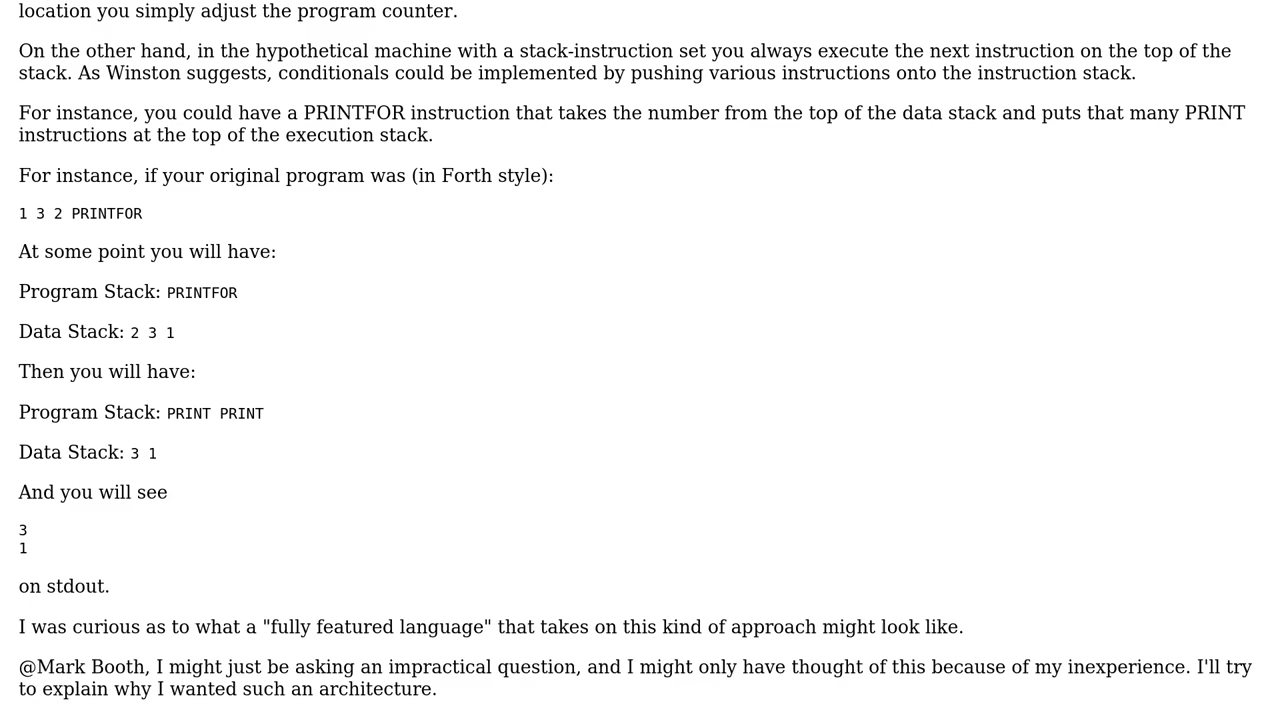 location you simply adjust the program counter.
On the other hand, in the hypothetical machine with a stack-instruction set you always execute the next instruction on the top of the
stack. As Winston suggests, conditionals could be implemented by pushing various instructions onto the instruction stack.
For instance, you could have a PRINTFOR instruction that takes the number from the top of the data stack and puts that many PRINT
instructions at the top of the execution stack.
For instance, if your original program was (in Forth style):
1 3 2 PRINTFOR
At some point you will have:
Program Stack: PRINTFOR
Data Stack: 2 3 1
Then you will have:
Program Stack: PRINT PRINT
Data Stack: 3 1
And you will see
3
1
on stdout.
I was curious as to what a "fully featured language" that takes on this kind of approach might look like.
@Mark Booth, I might just be asking an impractical question, and I might only have thought of this because of my inexperience. I'll try
to explain why I wanted such an architecture.